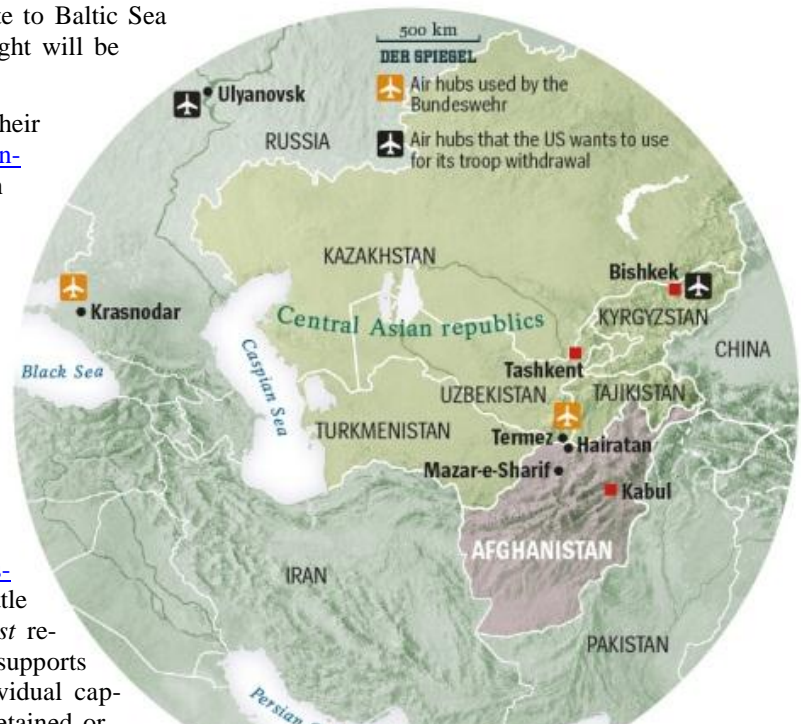 te to Baltic Sea
ght will be
heir
n-
s-
tle
st re-
supports
vidual cap-
etained or
500 km
DER SPIEGEL
Air hubs used by the
Bundeswehr
Air hubs that the US wants to use
for its troop withdrawal
Ulyanovsk
RUSSIA
KAZAKHSTAN
Bishkek
Krasnodar
Central Asian republics
KYRGYZSTAN
CHINA
Black Sea
Caspian Sea
Tashkent
UZBEKISTAN
TAJIKISTAN
TURKMENISTAN
Termez
Hairatan
Mazar-e-Sharif
Kabul
AFGHANISTAN
IRAN
PAKISTAN
Persian